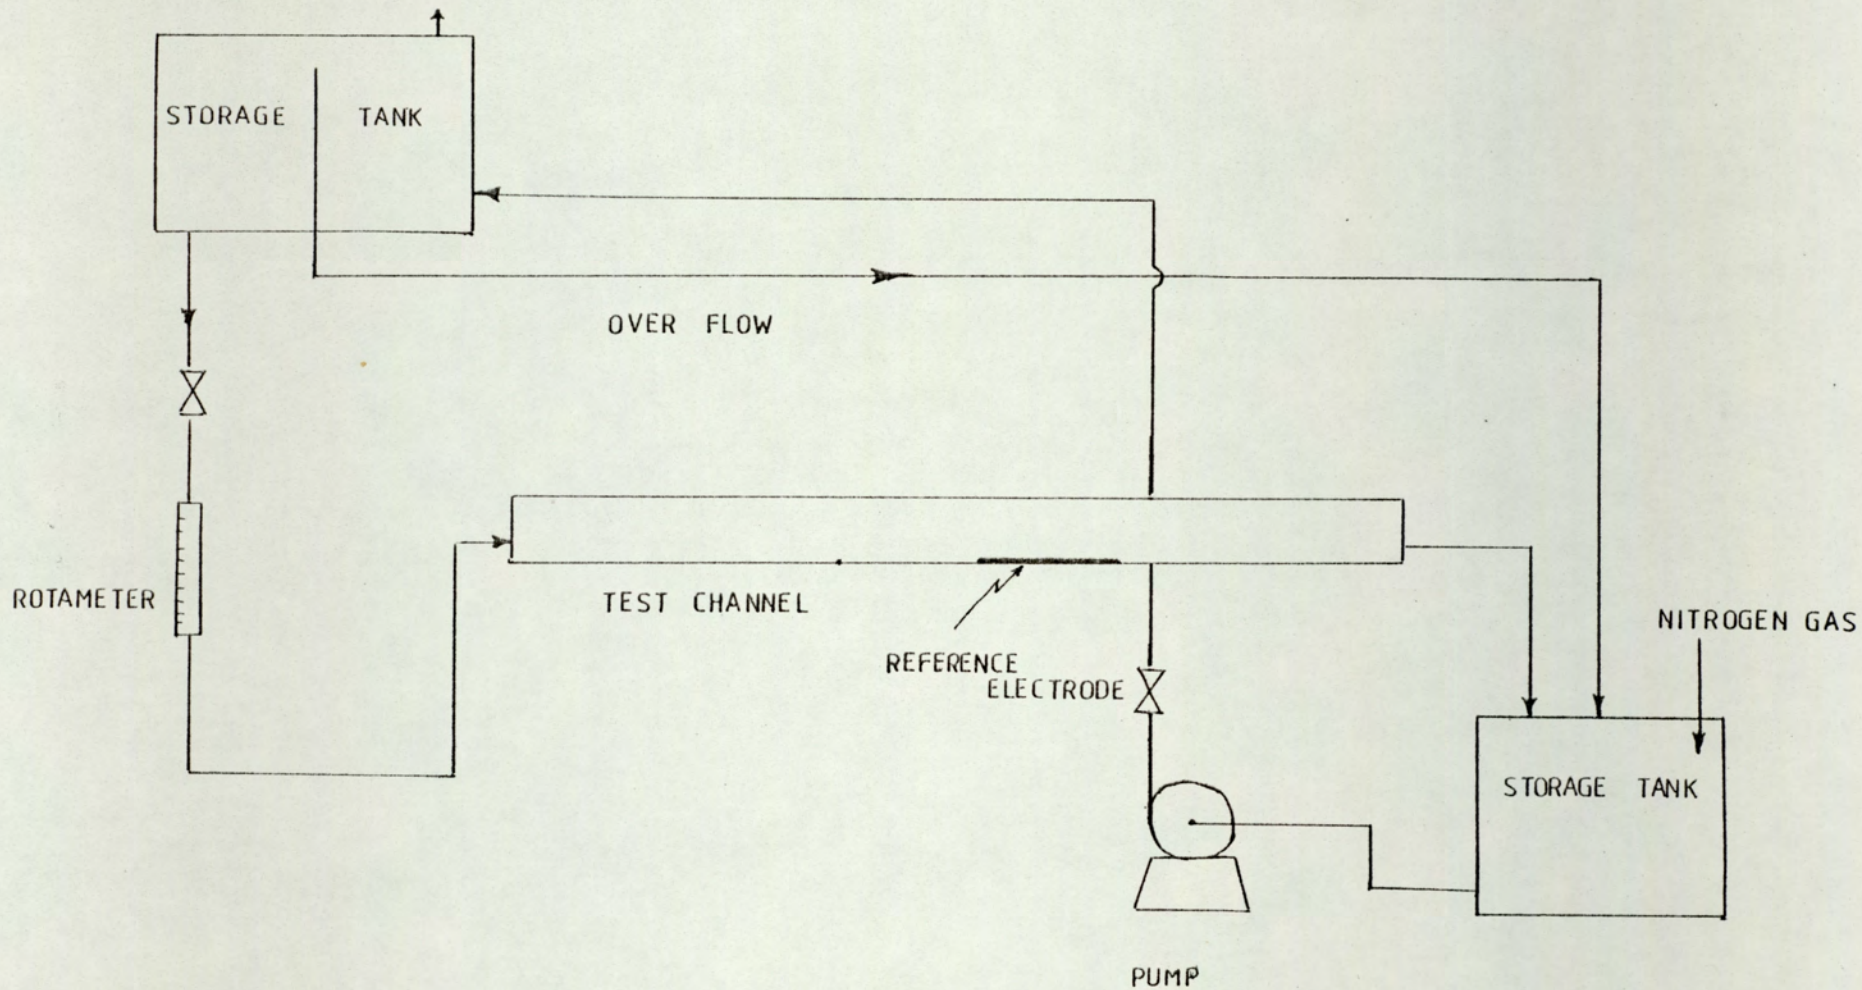 STORAGE TANK
OVER FLOW
ROTAMETER
TEST CHANNEL
REFERENCE
ELECTRODE
NITROGEN GAS
STORAGE TANK
PUMP